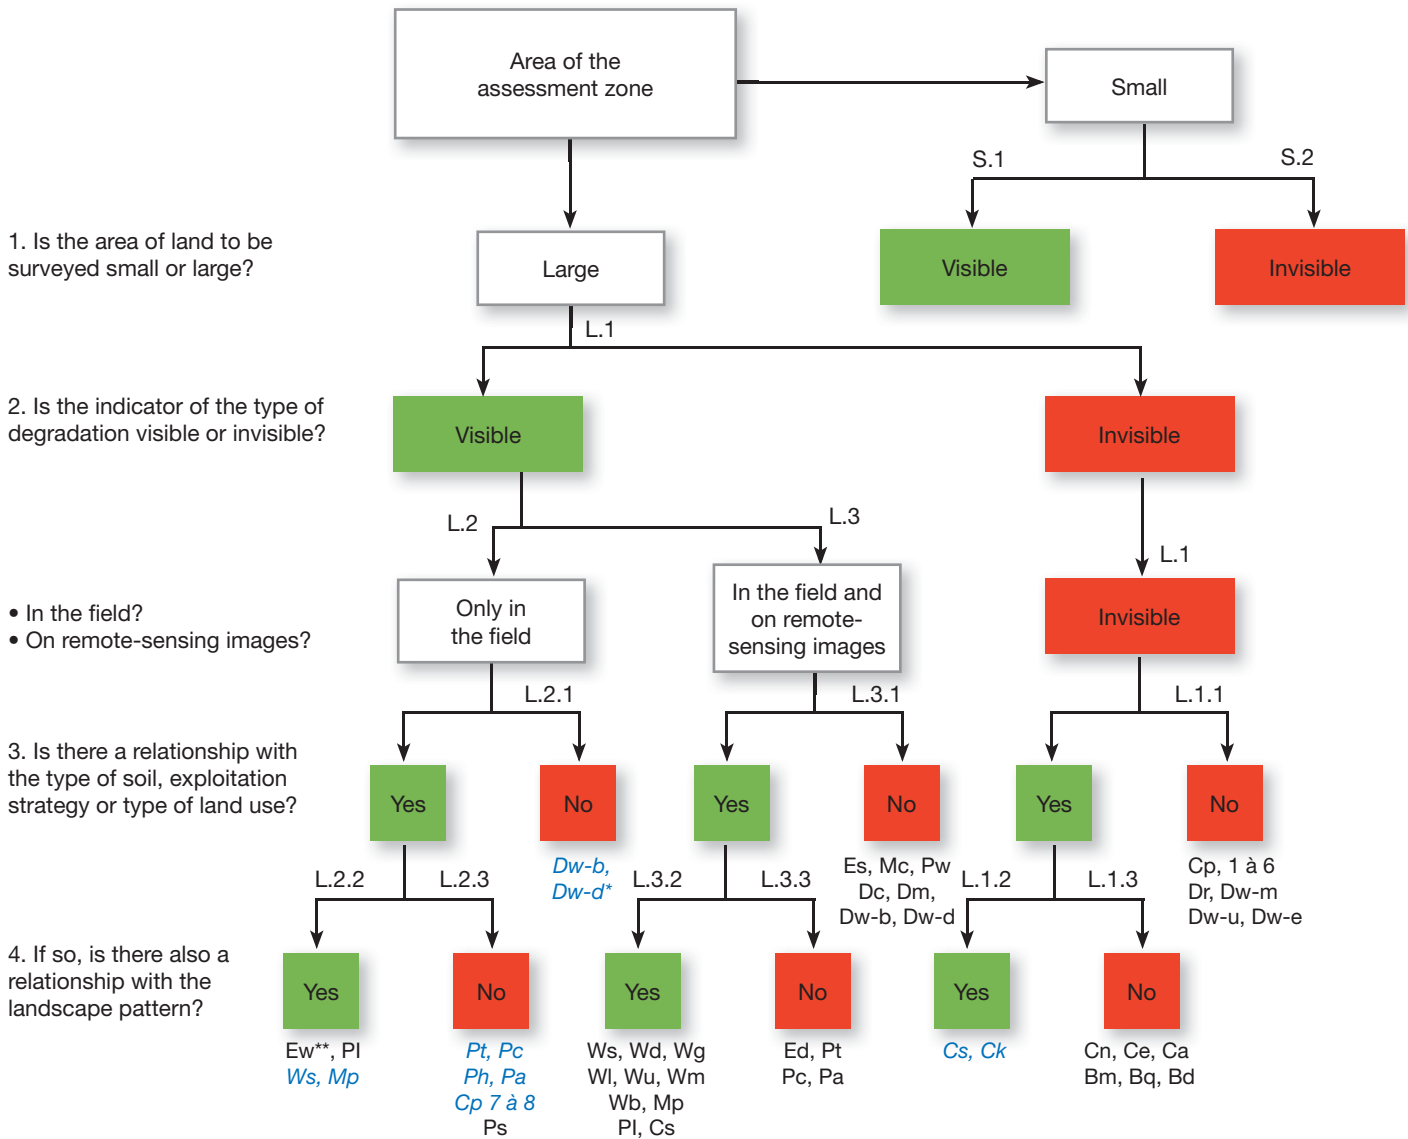 Area of the
assessment zone
Small
S.1
S.2
1. Is the area of land to be
surveyed small or large?
Large
Visible
Invisible
L.1
2. Is the indicator of the type of
degradation visible or invisible?
Visible
Invisible
L.2
L.3
L.1
• In the field?
• On remote-sensing images?
Only in
the field
In the field and
on remote-
sensing images
Invisible
L.2.1
L.3.1
L.1.1
3. Is there a relationship with
the type of soil, exploitation
strategy or type of land use?
Yes
No
Yes
No
Yes
No
Dw-b,
Dw-d*
Es, Mc, Pw
Dc, Dm,
Dw-b, Dw-d
Cp, 1 à 6
Dr, Dw-m
Dw-u, Dw-e
L.2.2
L.2.3
L.3.2
L.3.3
L.1.2
L.1.3
4. If so, is there also a
relationship with the
landscape pattern?
Yes
No
Yes
No
Yes
No
Ew**, Pl
Ws, Mp
Pt, Pc
Ph, Pa
Cp 7 à 8
Ps
Ws, Wd, Wg
Wl, Wu, Wm
Wb, Mp
Pl, Cs
Ed, Pt
Pc, Pa
Cs, Ck
Cn, Ce, Ca
Bm, Bq, Bd